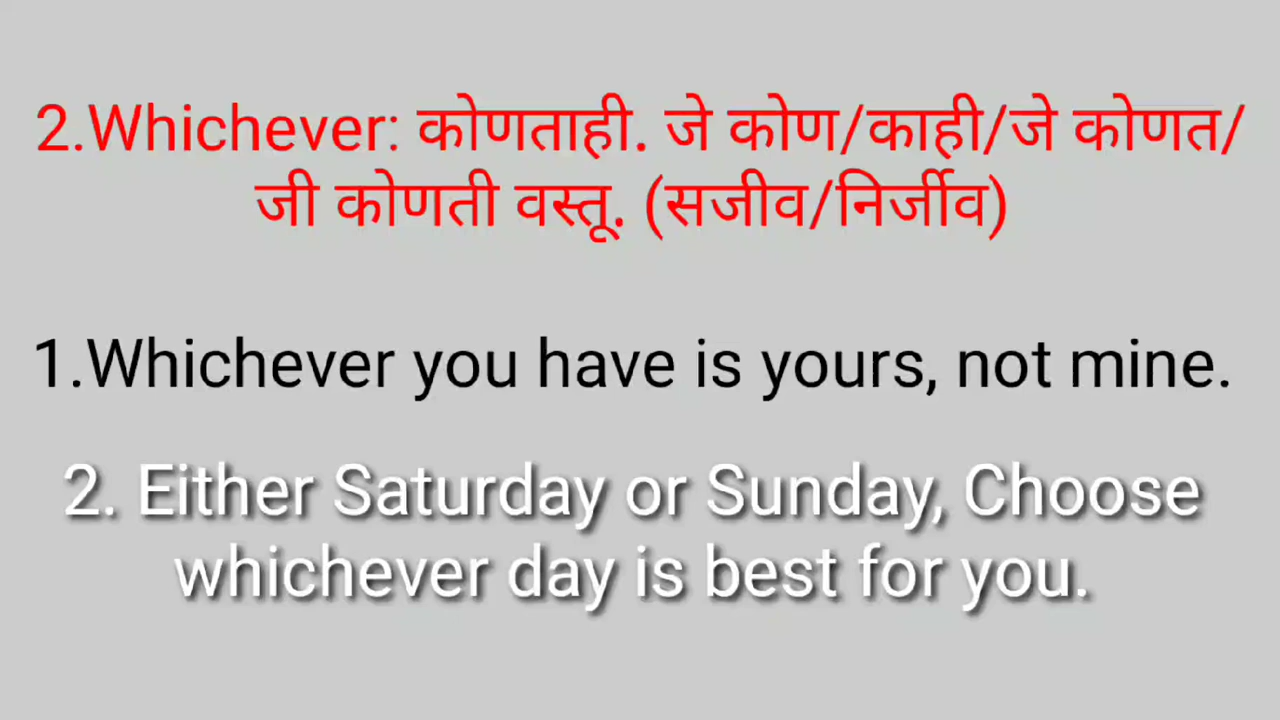 2.Whichever: कोणताही. जे कोण/काही/जे कोणत/
जी कोणती वस्तू. (सजीव/निर्जीव)
1.Whichever you have is yours, not mine.
2. Either Saturday or Sunday, Choose
whichever day is best for you.